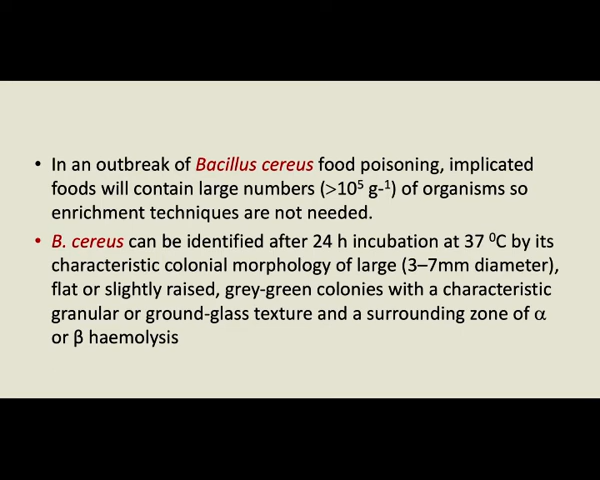 • In an outbreak of Bacillus cereus food poisoning, implicated
foods will contain large numbers (>10⁵ g-¹) of organisms so
enrichment techniques are not needed.
• B. cereus can be identified after 24 h incubation at 37 ⁰C by its
characteristic colonial morphology of large (3–7mm diameter),
flat or slightly raised, grey-green colonies with a characteristic
granular or ground-glass texture and a surrounding zone of α
or β haemolysis